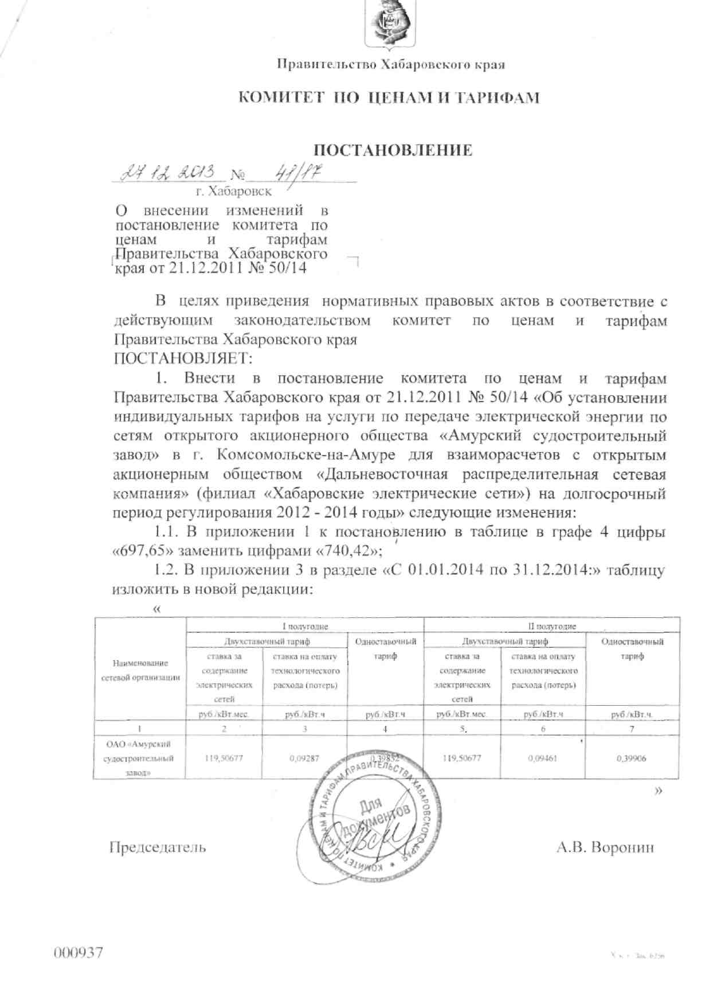 Правительство Хабаровского края
КОМИТЕТ ПО ЦЕНАМ И ТАРИФАМ
ПОСТАНОВЛЕНИЕ
27 12 2013 № 41/17
г. Хабаровск
О внесении изменений в
постановление комитета по
ценам и тарифам
Правительства Хабаровского
края от 21.12.2011 № 50/14
В целях приведения нормативных правовых актов в соответствие с
действующим законодательством комитет по ценам и тарифам
Правительства Хабаровского края
ПОСТАНОВЛЯЕТ:
1. Внести в постановление комитета по ценам и тарифам
Правительства Хабаровского края от 21.12.2011 № 50/14 «Об установлении
индивидуальных тарифов на услуги по передаче электрической энергии по
сетям открытого акционерного общества «Амурский судостроительный
завод» в г. Комсомольске-на-Амуре для взаиморасчетов с открытым
акционерным обществом «Дальневосточная распределительная сетевая
компания» (филиал «Хабаровские электрические сети») на долгосрочный
период регулирования 2012 - 2014 годы» следующие изменения:
1.1. В приложении 1 к постановлению в таблице в графе 4 цифры
«697,65» заменить цифрами «740,42»;
1.2. В приложении 3 в разделе «С 01.01.2014 по 31.12.2014:» таблицу
изложить в новой редакции:
«
Наименование
сетевой организации
I полугодие
II полугодие
Двухставочный тариф
Одноставочный
тариф
Двухставочный тариф
Одноставочный
тариф
ставка за
содержание
электрических
сетей
ставка на оплату
технологического
расхода (потерь)
ставка за
содержание
электрических
сетей
ставка на оплату
технологического
расхода (потерь)
руб./кВт.мес. руб./кВт.ч руб./кВт.ч руб./кВт.мес. руб./кВт.ч руб./кВт.ч.
1 2 3 4 5. 6 7
ОАО «Амурский
судостроительный
завод»
119,50677 0,09287 0,39832 119,50677 0,09461 0,39906
»
КОМИТЕТ ПО ЦЕНАМ И ТАРИФАМ ПРАВИТЕЛЬСТВА ХАБАРОВСКОГО КРАЯ
Для
документов
Председатель А.В. Воронин
000937